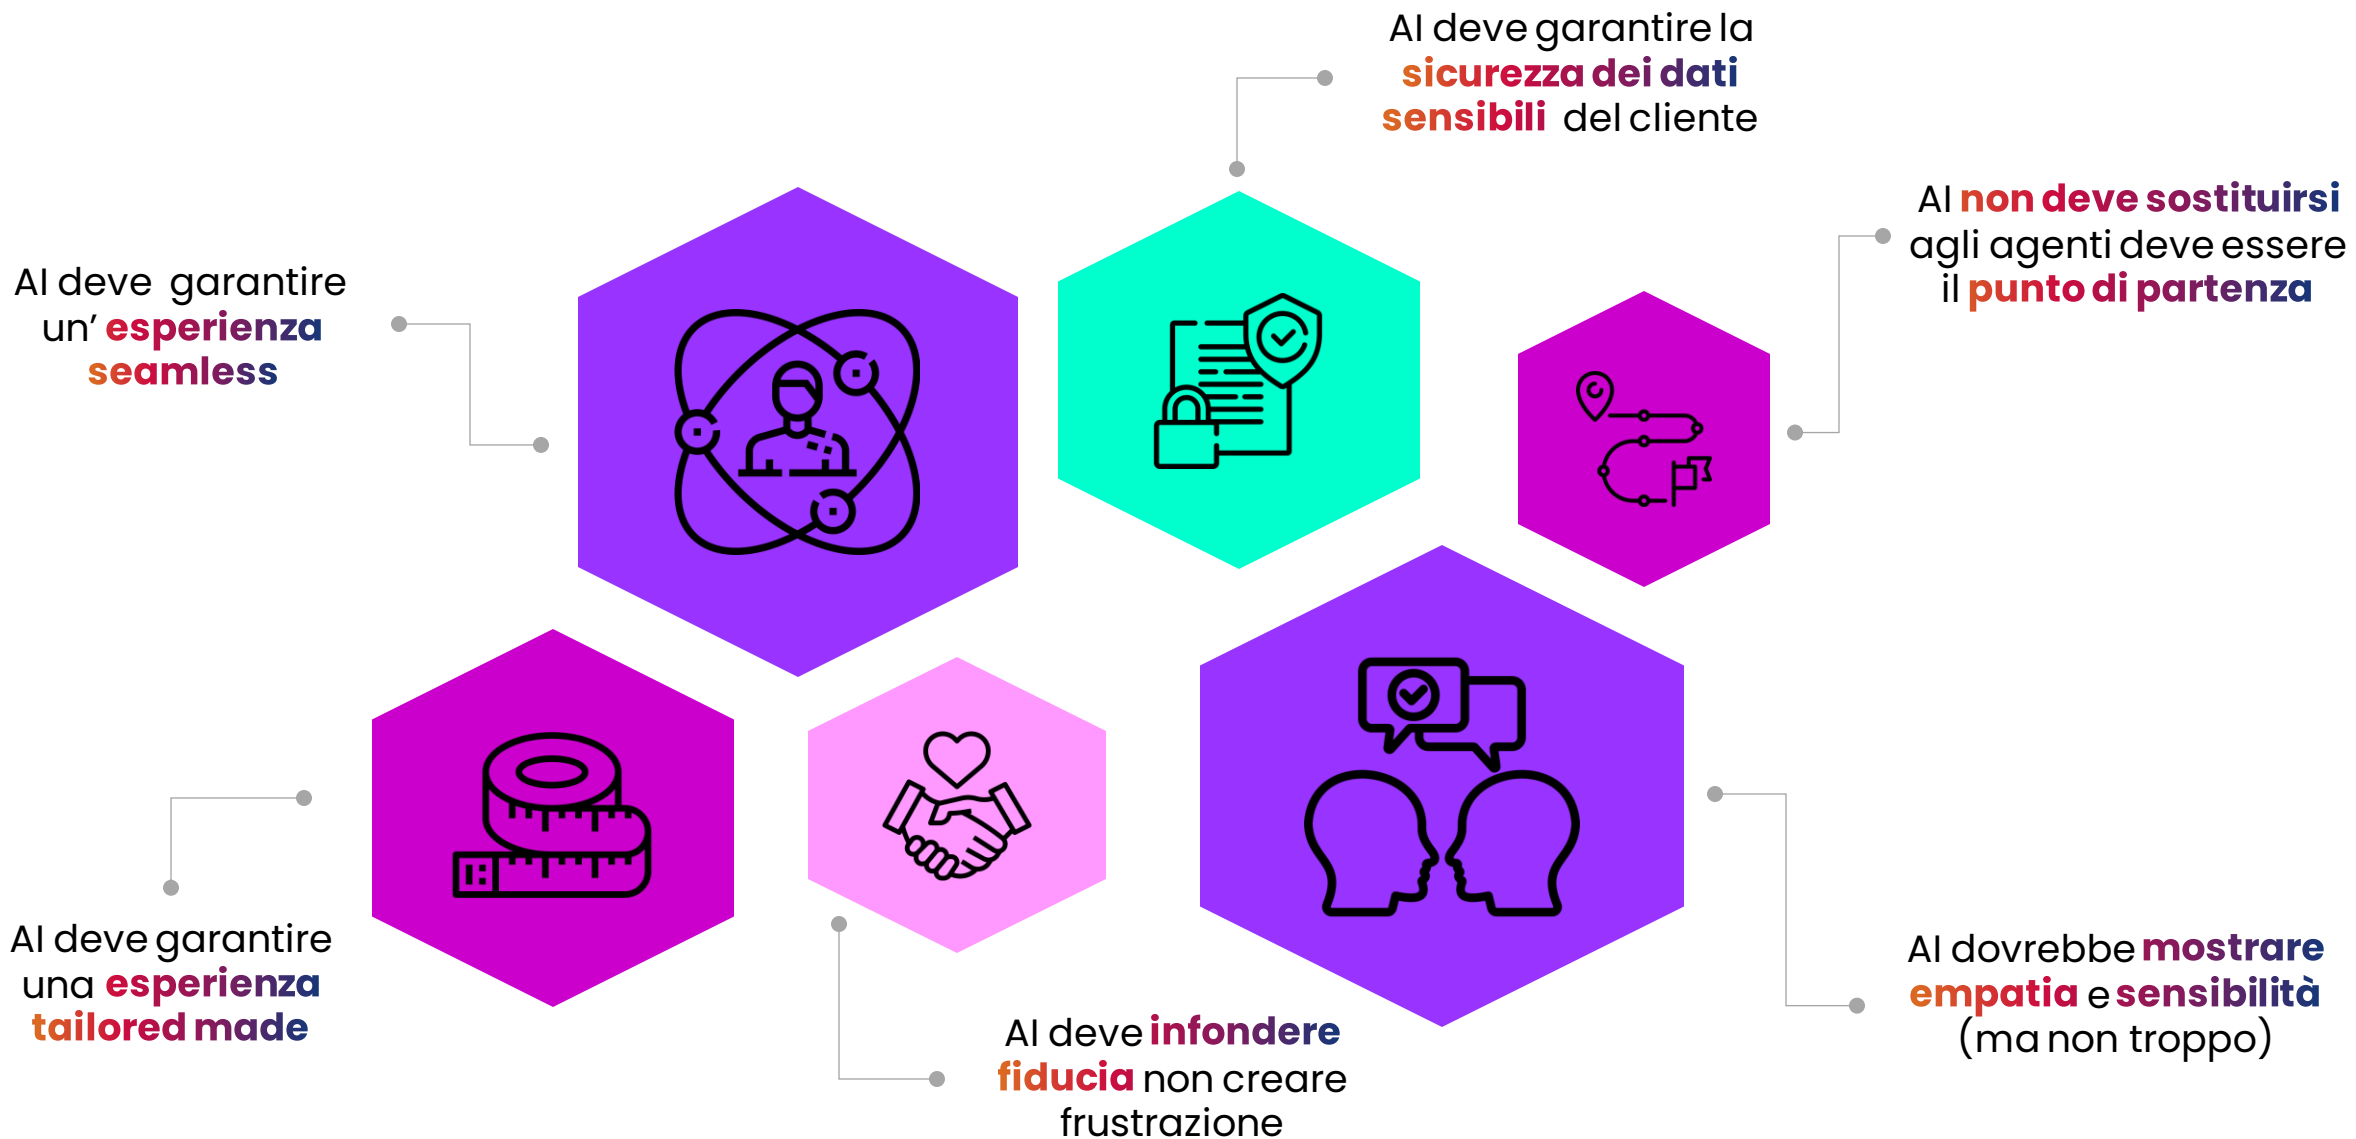 AI deve garantire la
sicurezza dei dati
sensibili del cliente
AI non deve sostituirsi
agli agenti deve essere
il punto di partenza
AI deve garantire
un' esperienza
seamless
AI deve garantire
una esperienza
tailored made
AI deve infondere
fiducia non creare
frustrazione
AI dovrebbe mostrare
empatia e sensibilità
(ma non troppo)